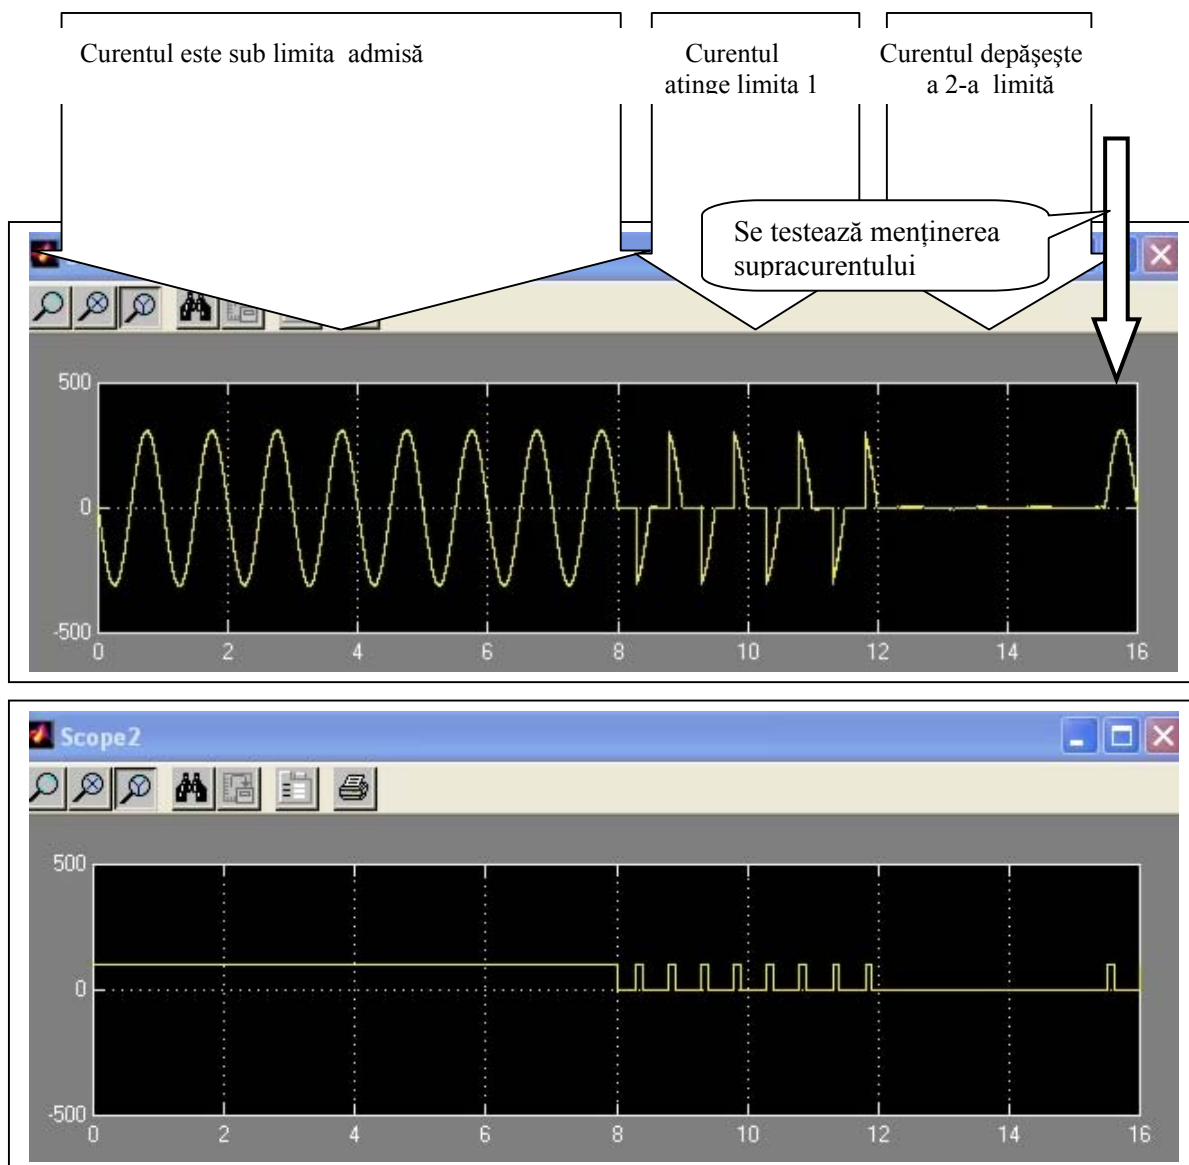 Curentul este sub limita admisă
Curentul
atinge limita 1
Curentul depăşeşte
a 2-a limită
Se testează menținerea
supracurentului
500
0
-500
0 2 4 6 8 10 12 14 16
Scope2
500
0
-500
0 2 4 6 8 10 12 14 16